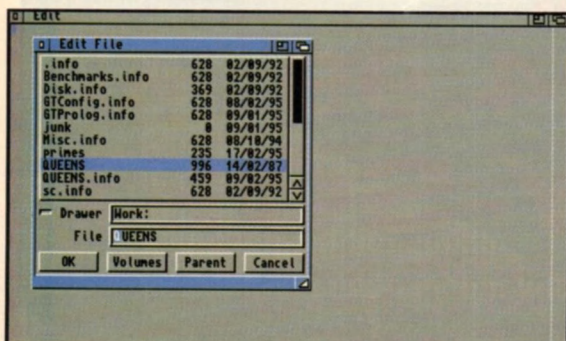 Edit
Edit File
.info 628 02/09/92
Benchmarks.info 628 02/09/92
Disk.info 369 02/09/92
GTConfig.info 628 08/02/95
GTProlog.info 628 09/01/95
junk 0 09/01/95
Misc.info 628 08/10/94
primes 235 17/02/95
QUEENS 996 14/02/87
QUEENS.info 459 09/02/95
sc.info 628 02/09/92
Drawer Work:
File QUEENS
OK Volumes Parent Cancel